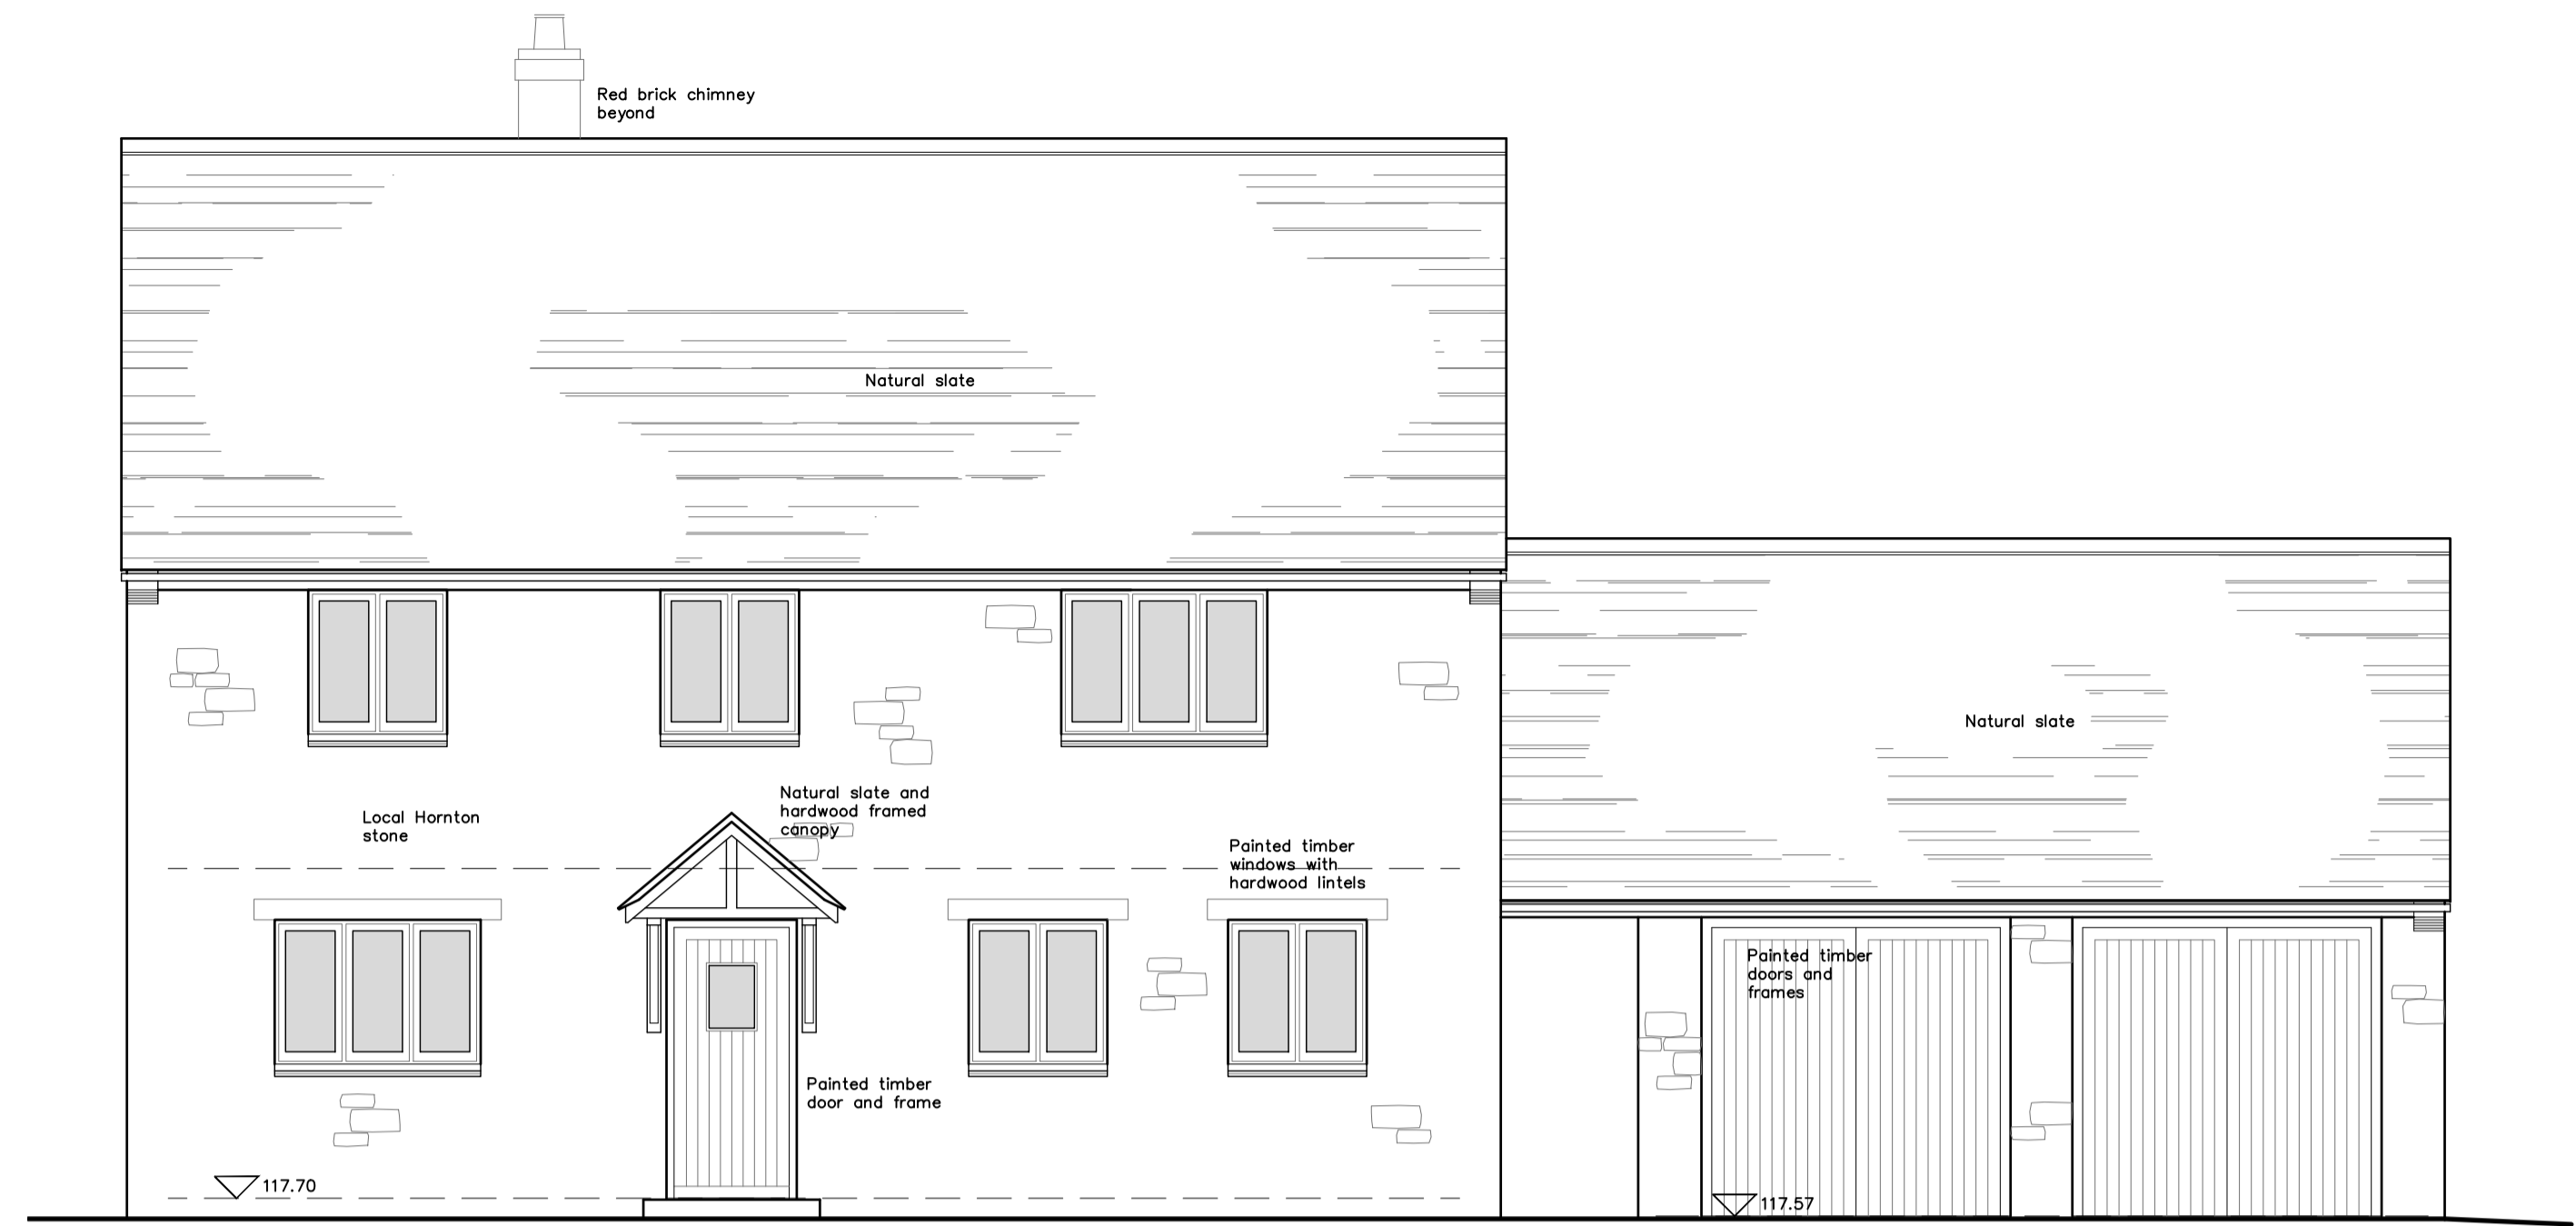 Red brick chimney
beyond
Natural slate
Natural slate
Natural slate and
hardwood framed
canopy
Local Hornton
stone
Painted timber
windows with
hardwood lintels
Painted timber
doors and
frames
Painted timber
door and frame
117.70
117.57